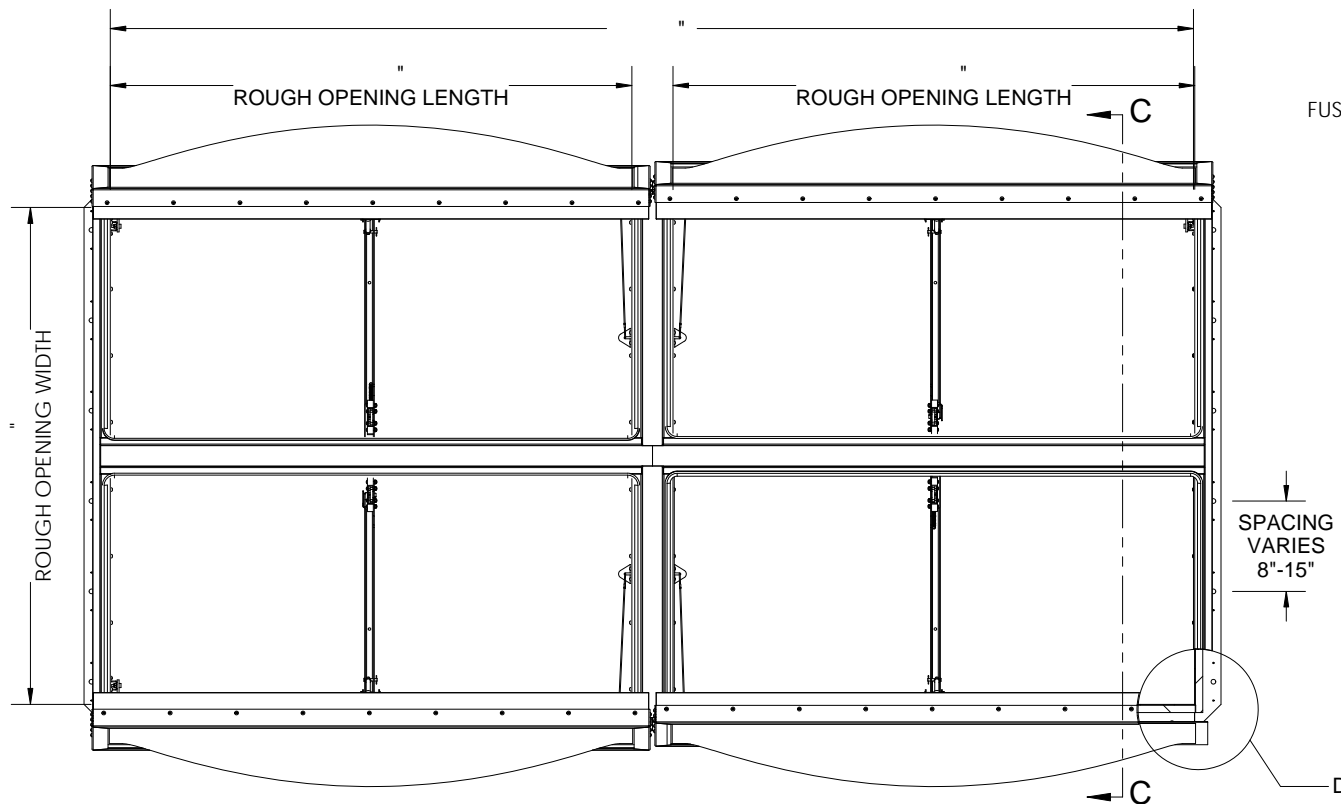 "
"
ROUGH OPENING LENGTH
"
ROUGH OPENING LENGTH
C
FUS
"
ROUGH OPENING WIDTH
SPACING
VARIES
8"-15"
D
C